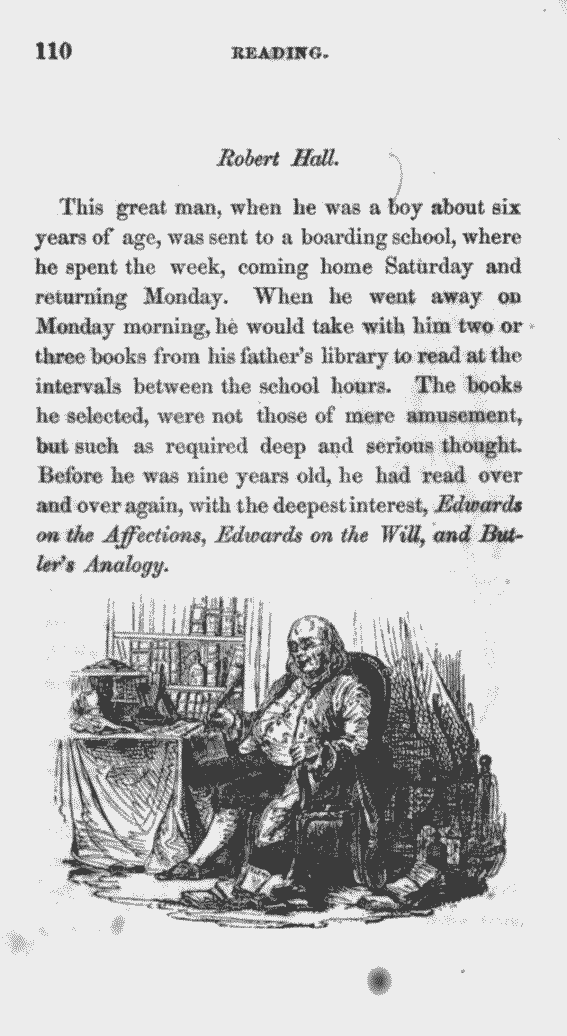 110
READING.
Robert Hall.
This great man, when he was a boy about six
years of age, was sent to a boarding school, where
he spent the week, coming home Saturday and
returning Monday. When he went away on
Monday morning, he would take with him two or
three books from his father's library to read at the
intervals between the school hours. The books
he selected, were not those of mere amusement,
but such as required deep and serious thought.
Before he was nine years old, he had read over
and over again, with the deepest interest, Edwards
on the Affections, Edwards on the Will, and But-
ler's Analogy.